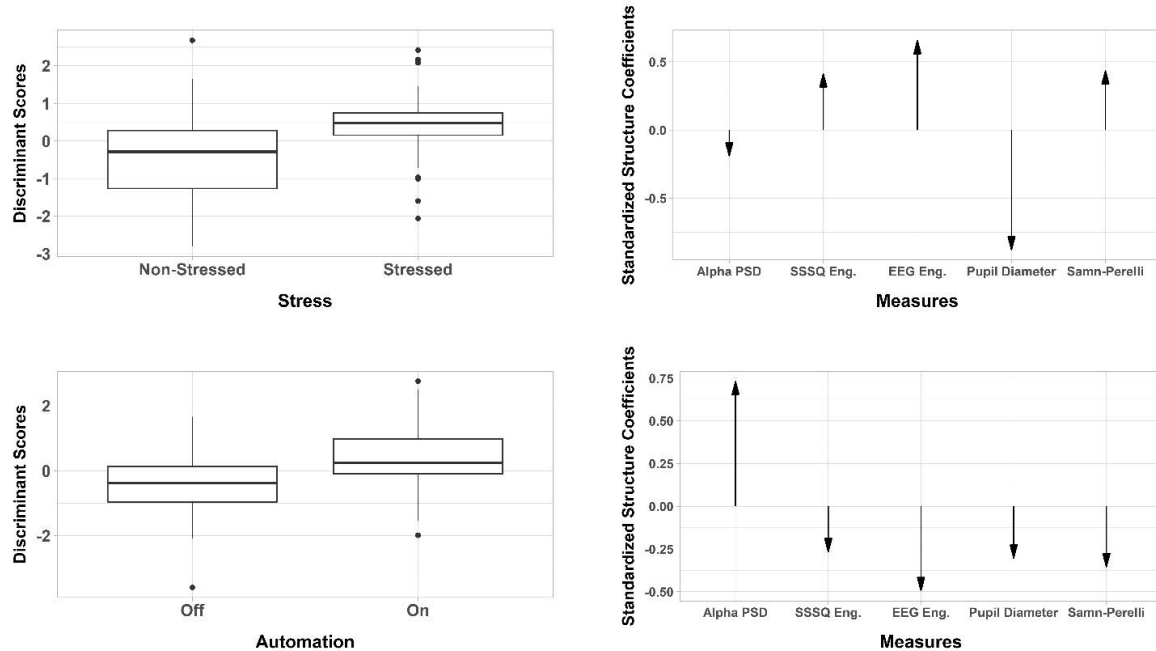 Discriminant Scores
2
1
0
-1
-2
-3
Non-Stressed Stressed
Stress
Standardized Structure Coefficients
0.5
0.0
-0.5
Alpha PSD SSSQ Eng. EEG Eng. Pupil Diameter Samn-Perelli
Measures
Discriminant Scores
2
0
-2
Off On
Automation
Standardized Structure Coefficients
0.75
0.50
0.25
0.00
-0.25
-0.50
Alpha PSD SSSQ Eng. EEG Eng. Pupil Diameter Samn-Perelli
Measures